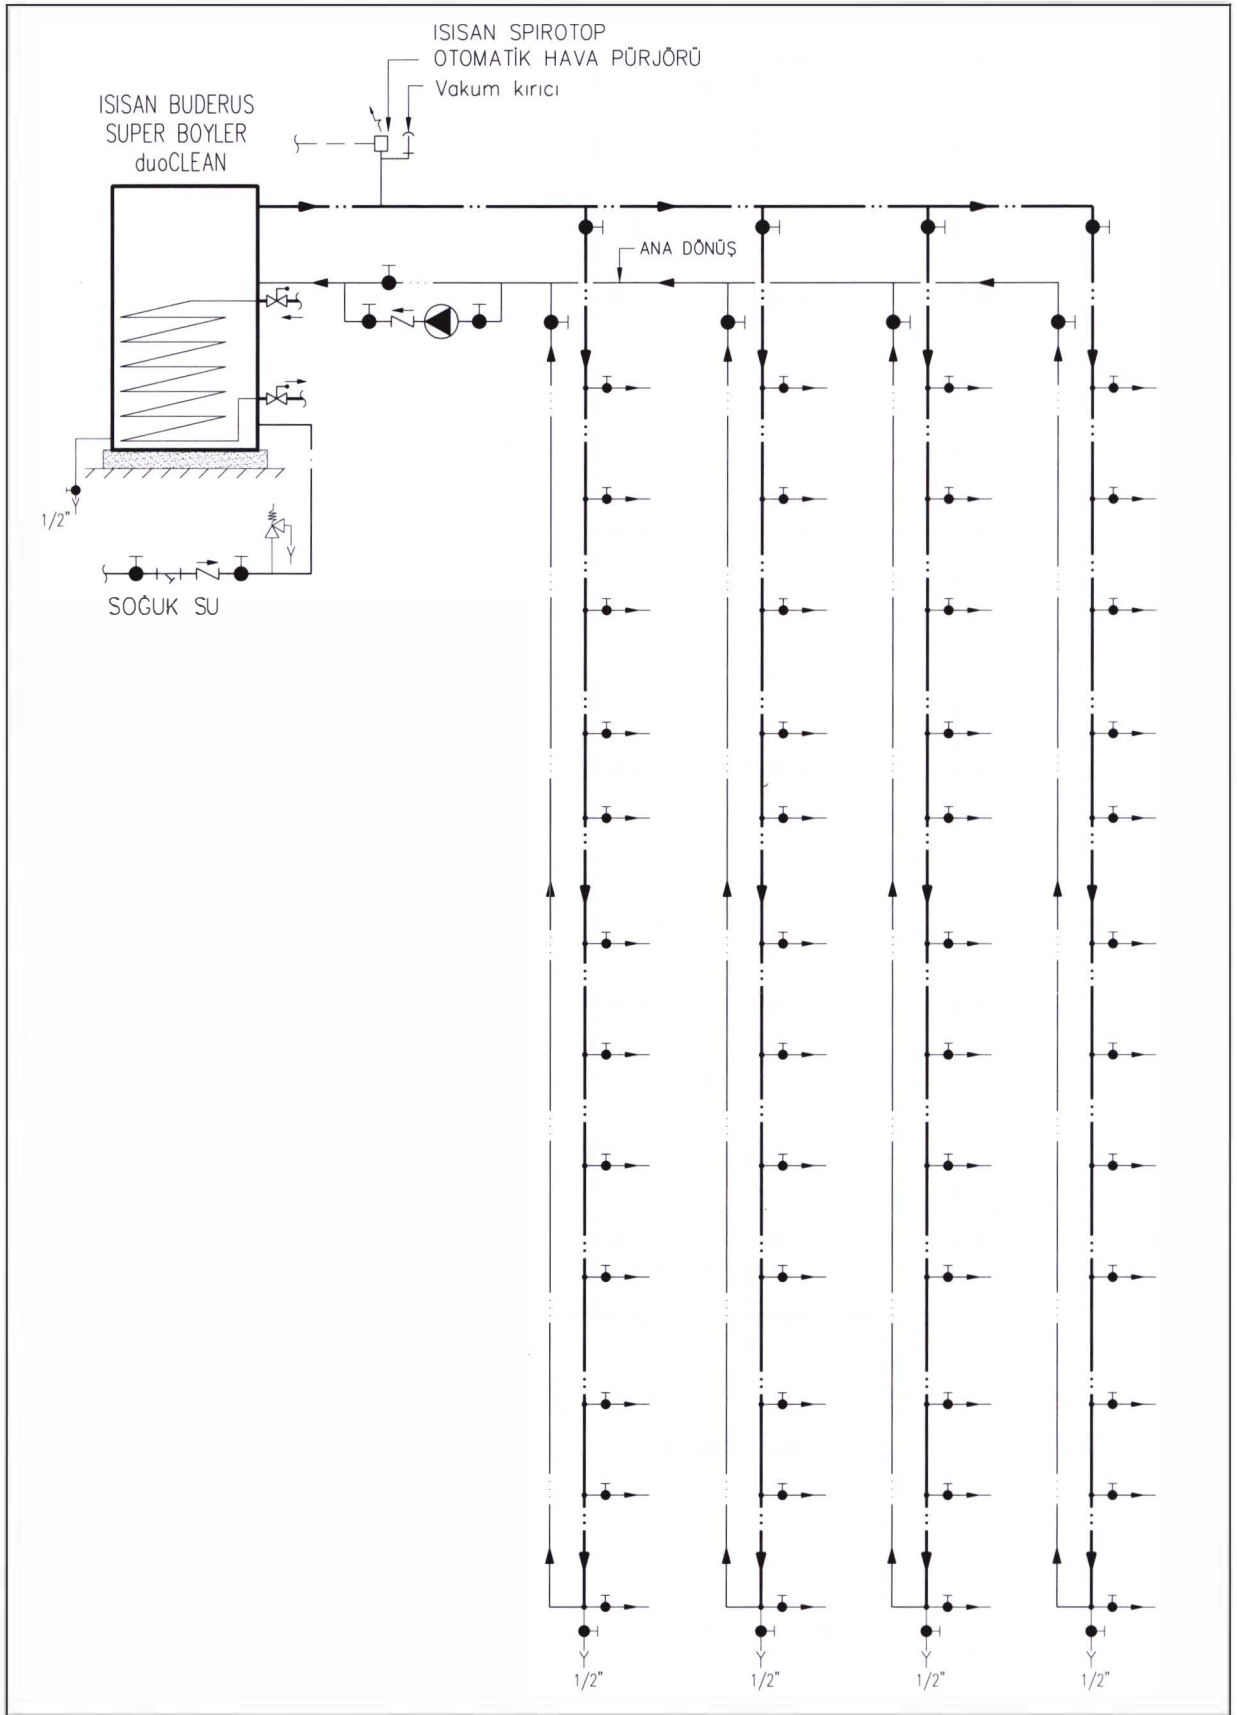 ISISAN SPIROTOP
OTOMATİK HAVA PÜRJÖRÜ
Vakum kırıcı
ISISAN BUDERUS
SUPER BOYLER
duoCLEAN
ANA DÖNÜŞ
1/2"
SOĞUK SU
1/2"
1/2"
1/2"
1/2"